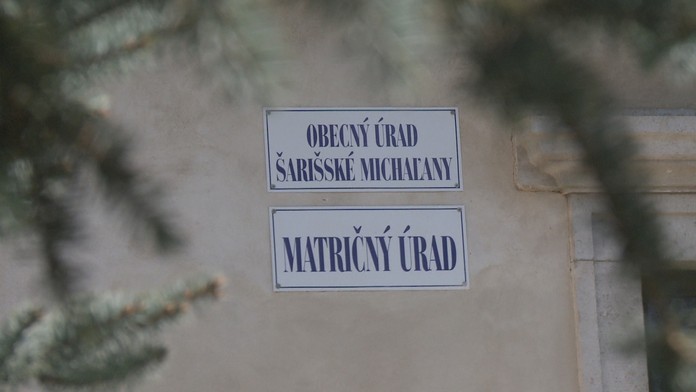 OBECNÝ ÚRAD
ŠARIŠSKÉ MICHAĽANY
MATRIČNÝ ÚRAD